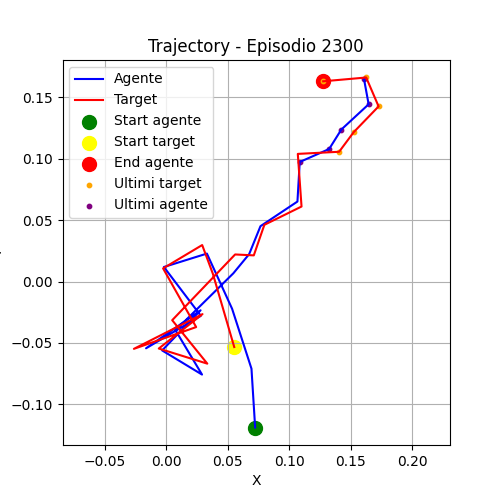 Trajectory - Episodio 2300
Agente
Target
Start agente
Start target
End agente
Ultimi target
Ultimi agente
0.15
0.10
0.05
0.00
−0.05
−0.10
−0.05
0.00
0.05
0.10
0.15
0.20
X